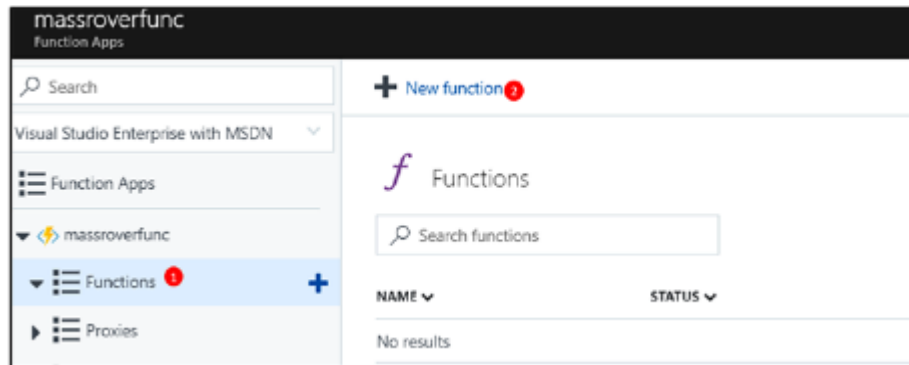 massroverfunc
Function Apps
Search
Visual Studio Enterprise with MSDN
Function Apps
massroverfunc
Functions 1
Proxies
New function 2
f Functions
Search functions
NAME STATUS
No results